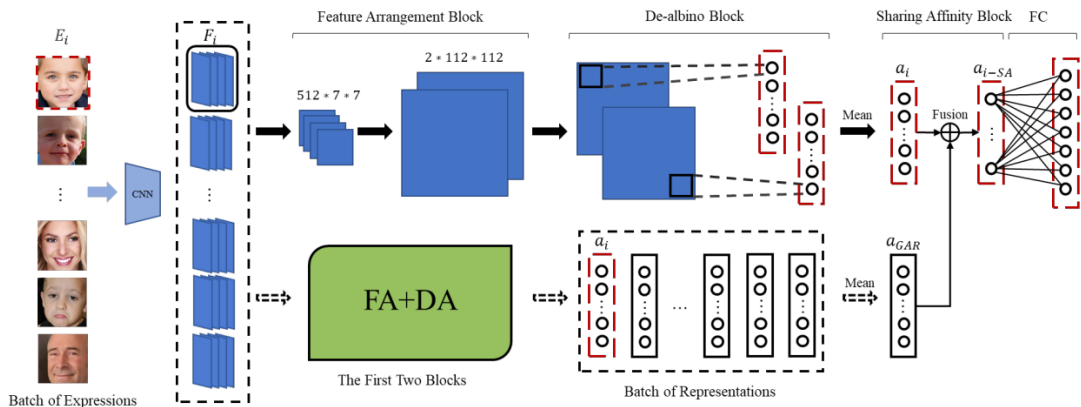 Feature Arrangement Block
De-albino Block
Sharing Affinity Block
FC
E_i
F_i
2 * 112 * 112
512 * 7 * 7
a_i
a_{i-SA}
Mean
Fusion
CNN
a_i
a_{GAR}
FA+DA
Mean
The First Two Blocks
Batch of Representations
Batch of Expressions